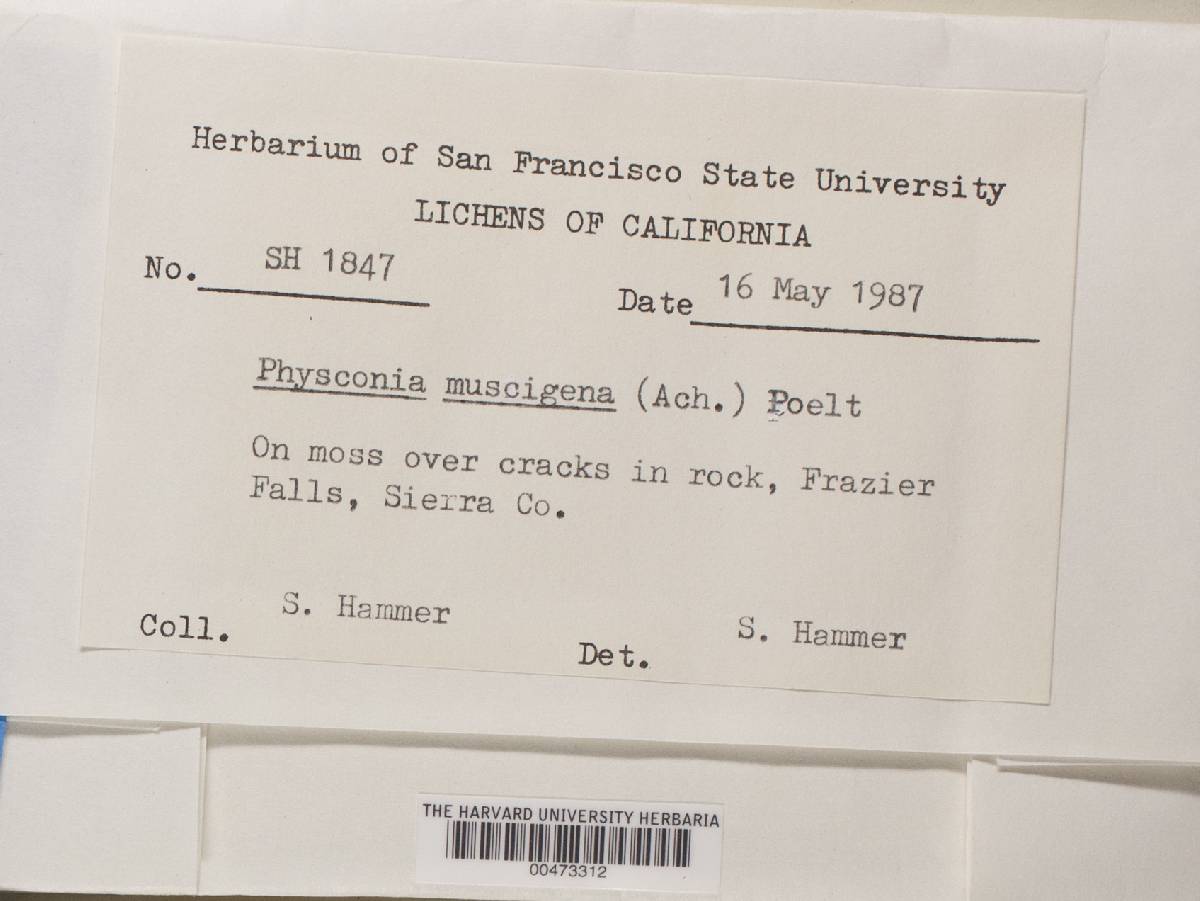 Herbarium of San Francisco State University
LICHENS OF CALIFORNIA
No. SH 1847 Date 16 May 1987
Physconia muscigena (Ach.) Poelt
On moss over cracks in rock, Frazier
Falls, Sierra Co.
Coll. S. Hammer Det. S. Hammer
THE HARVARD UNIVERSITY HERBARIA
00473312